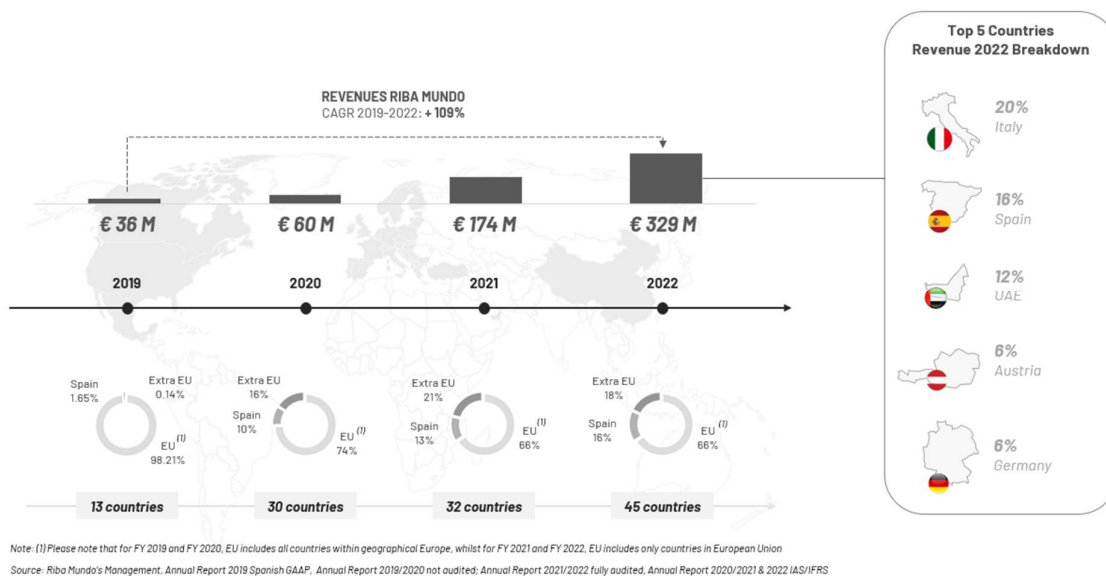 Top 5 Countries
Revenue 2022 Breakdown
REVENUES RIBA MUNDO
CAGR 2019-2022: + 109%
€ 36 M
€ 60 M
€ 174 M
€ 329 M
2019
2020
2021
2022
Spain
1.65%
Extra EU
0.14%
EU (1)
98.21%
Extra EU
16%
Spain
10%
EU (1)
74%
Extra EU
21%
Spain
13%
EU (1)
66%
Extra EU
18%
Spain
16%
EU (1)
66%
13 countries
30 countries
32 countries
45 countries
20%
Italy
16%
Spain
12%
UAE
6%
Austria
6%
Germany
Note: (1) Please note that for FY 2019 and FY 2020, EU includes all countries within geographical Europe, whilst for FY 2021 and FY 2022, EU includes only countries in European Union
Source: Riba Mundo's Management, Annual Report 2019 Spanish GAAP, Annual Report 2019/2020 not audited; Annual Report 2021/2022 fully audited, Annual Report 2020/2021 & 2022 IAS/IFRS